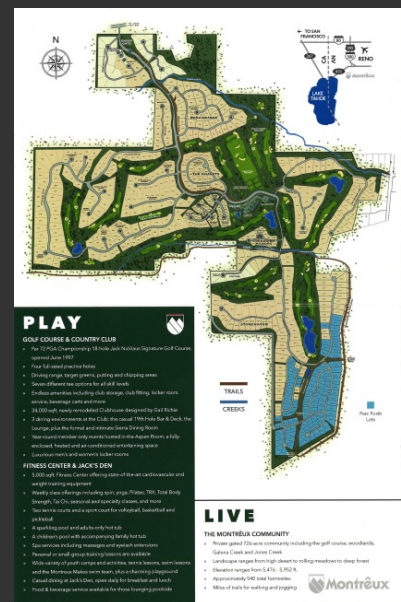 N
TO SAN
FRANCISCO
80
CA
NV
RENO
Montrêux
LAKE
TAHOE
TRAILS
CREEKS
Lots
PLAY
GOLF COURSE & COUNTRY CLUB
Par 72 PGA Championship 18-hole Jack Nicklaus Signature Golf Course,
opened June 1997
Four full sized practice holes
Driving range, target greens, putting and chipping areas
Seven different tee options for all skill levels
Endless amenities including club storage, club fitting, locker room
service, beverage carts and more
24,000 sqft. newly remodeled Clubhouse designed by Gail Richie
3 dining environments at the Club: the casual 19th Hole Bar & Deck, the
Lounge, plus the formal and intimate Sierra Dining Room
Year round member-only events hosted in the Aspen Room, a fully
enclosed, heated and air-conditioned entertaining space
Luxurious men's and women's locker rooms
FITNESS CENTER & JACK'S DEN
5,000 sqft. Fitness Center offering state-of-the-art cardiovascular and
weight training equipment
Weekly class offerings including spin, yoga, Pilates, TRX, Total Body
Strength, Tai Chi, seasonal and specialty classes, and more
Two tennis courts and a sport court for volleyball, basketball and
pickleball
A sparkling pool and adults-only hot tub
A children's pool with accompanying family hot tub
Spa services including massages and eyelash extensions
Personal or small group training lessons are available
Wide variety of youth camps and activities, tennis lessons, swim lessons
and the Montreux Makos swim team, plus a charming playground
Casual dining at Jack's Den, open daily for breakfast and lunch
Food & beverage service available for those lounging poolside
LIVE
THE MONTRÊUX COMMUNITY
Private gated 726-acre community including the golf course, woodlands,
Galena Creek and Jones Creek
Landscape ranges from high desert to rolling meadows to deep forest
Elevation ranges from 5,476 - 5,952 ft.
Approximately 540 total homesites
Miles of trails for walking and jogging
Montrêux